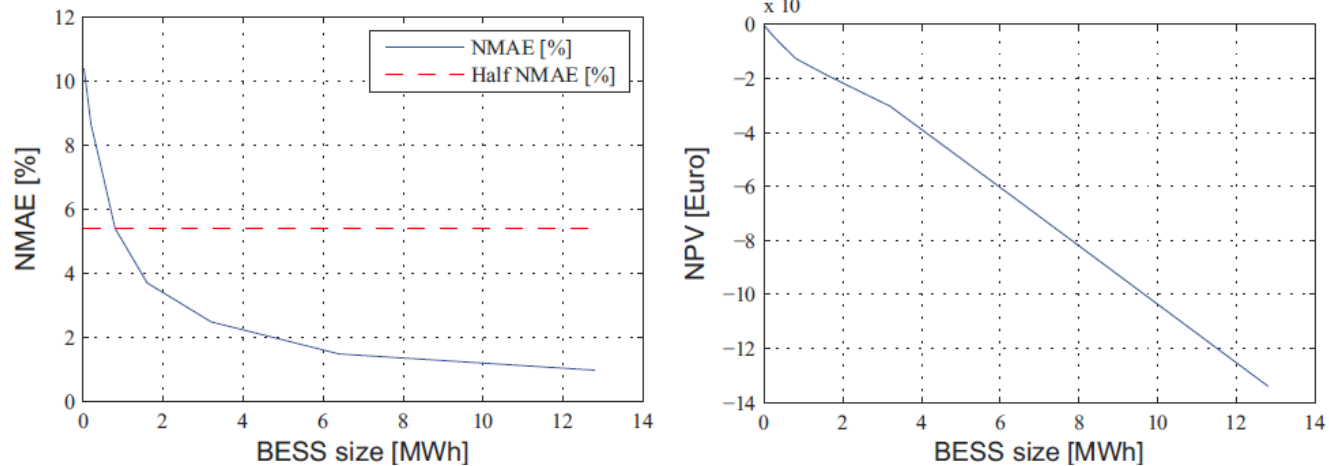 12
10
8
6
4
2
0
NMAE [%]
NMAE [%]
Half NMAE [%]
0 2 4 6 8 10 12 14
BESS size [MWh]
x 10
0
−2
−4
−6
−8
−10
−12
−14
NPV [Euro]
0 2 4 6 8 10 12 14
BESS size [MWh]